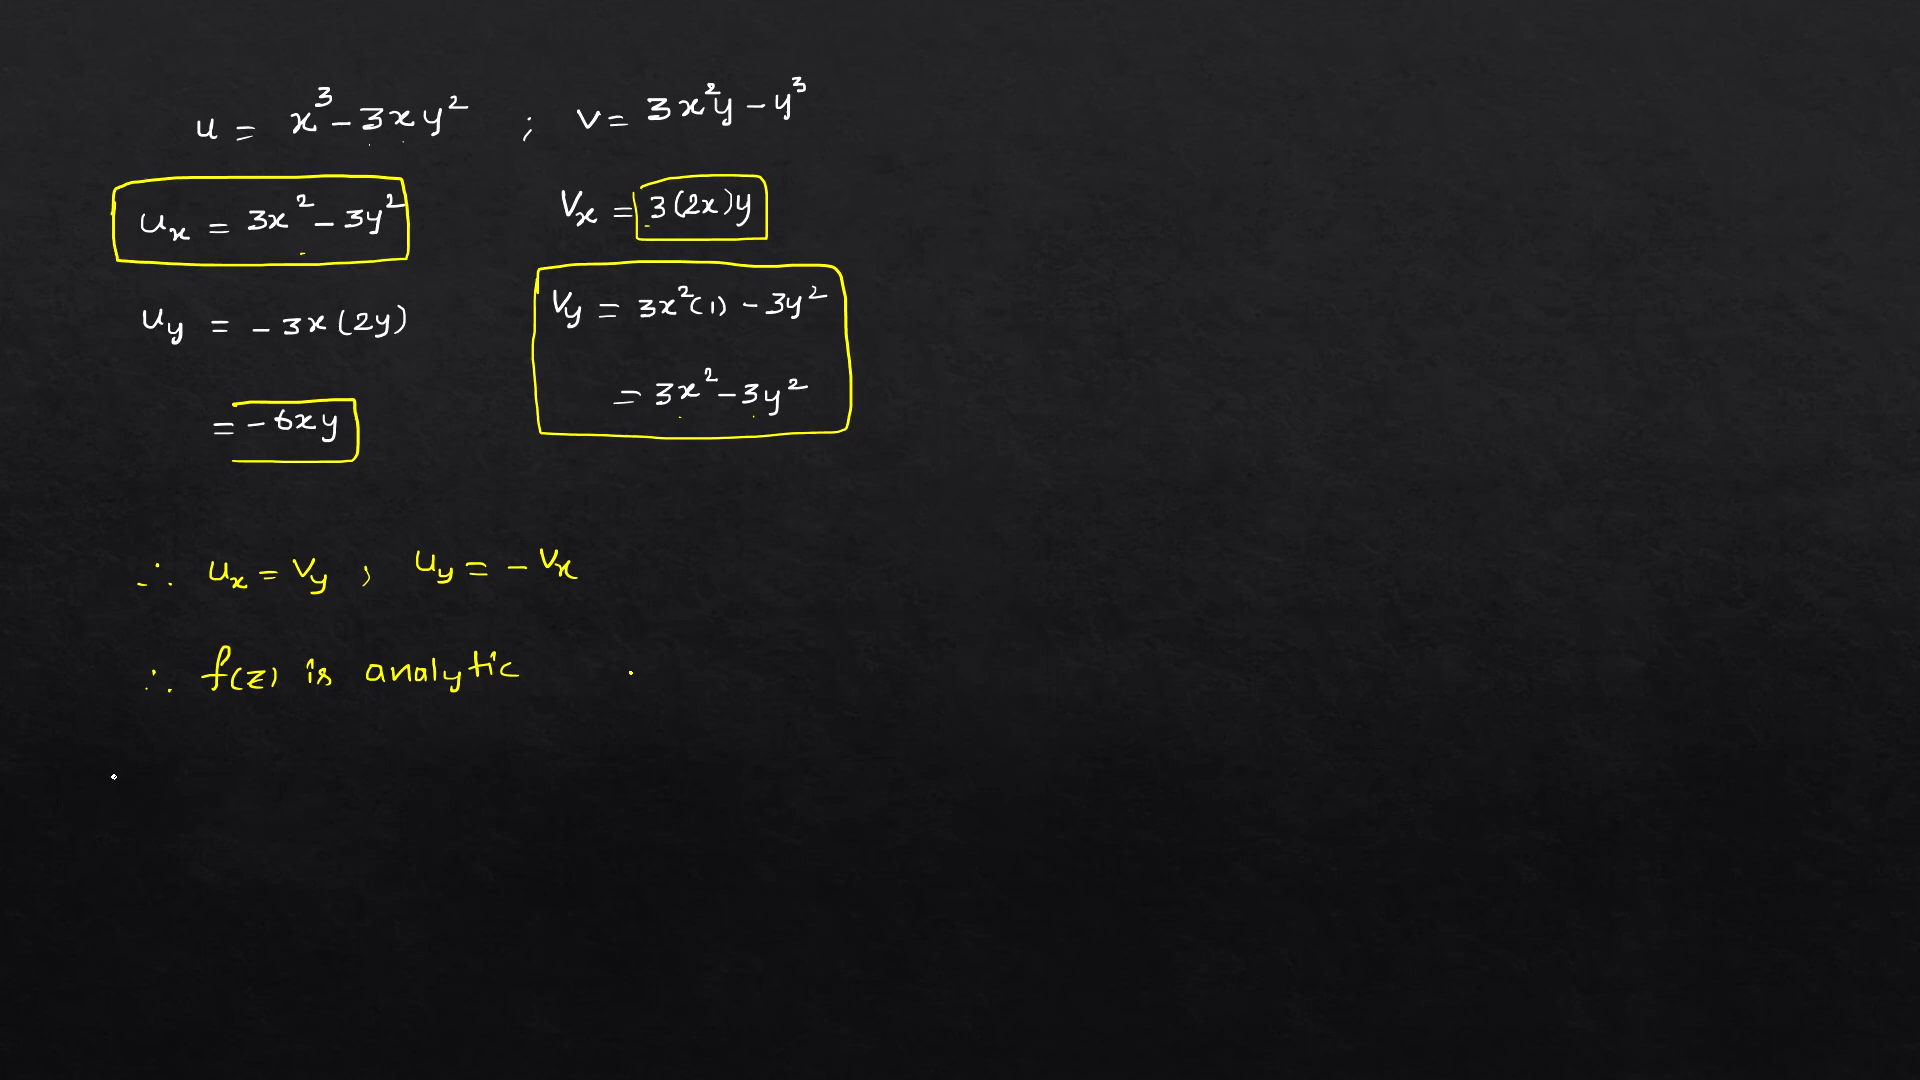 u = x³ - 3xy² ; v = 3x²y - y³
uₓ = 3x² - 3y²
vₓ = 3(2x)y
u_y = -3x(2y)
v_y = 3x²(1) - 3y²
= -6xy
= 3x² - 3y²
∴ uₓ = v_y , u_y = -vₓ
∴ f(z) is analytic